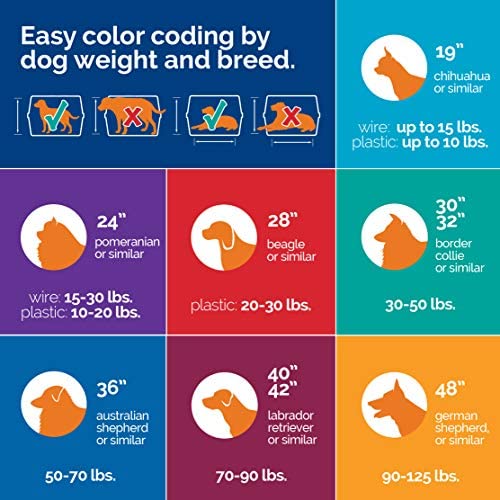 Easy color coding by
dog weight and breed.
19”
chihuahua
or similar
wire: up to 15 lbs.
plastic: up to 10 lbs.
24”
pomeranian
or similar
wire: 15-30 lbs.
plastic: 10-20 lbs.
28”
beagle
or similar
plastic: 20-30 lbs.
30”
32”
border
collie
or similar
30-50 lbs.
36”
australian
shepherd
or similar
50-70 lbs.
40”
42”
labrador
retriever
or similar
70-90 lbs.
48”
german
shepherd,
or similar
90-125 lbs.